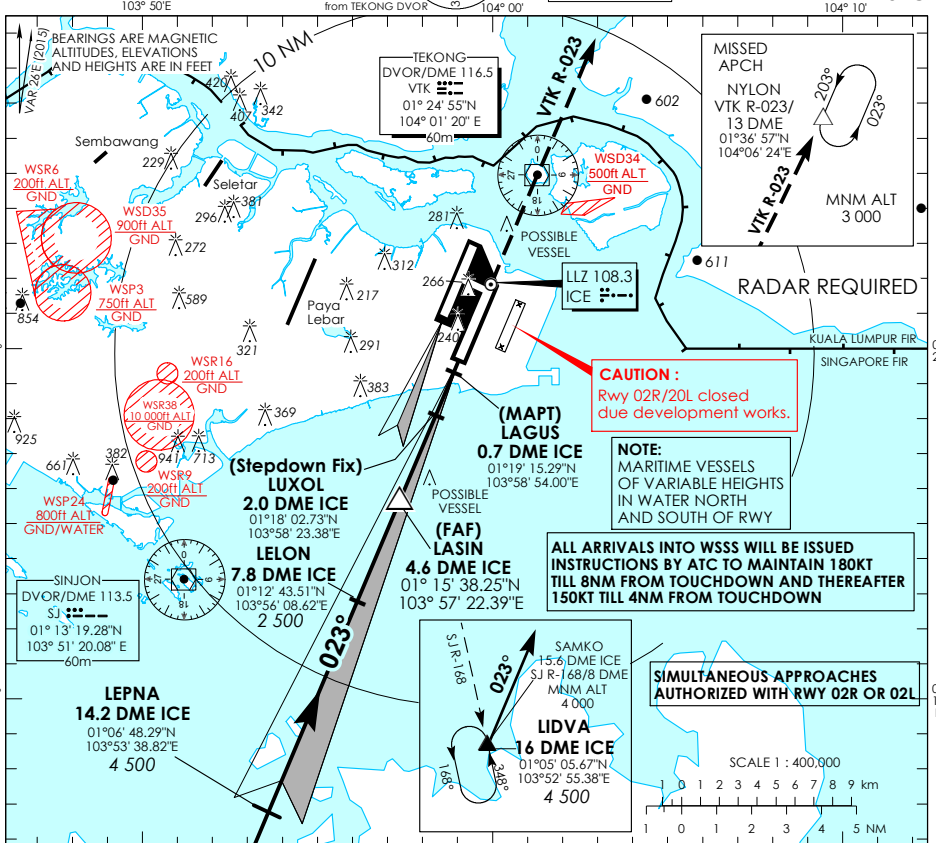 103° 50'E
from TEKONG DVOR
104° 00'
104° 10'
VAR 26'E (2015)
BEARINGS ARE MAGNETIC
ALTITUDES, ELEVATIONS
AND HEIGHTS ARE IN FEET
10 NM
TEKONG
DVOR/DME 116.5
VTK
01° 24' 55"N
104° 01' 20" E
60m
VTK R-023
602
MISSED
APCH
NYLON
VTK R-023/
13 DME
01°36' 57"N
104°06' 24"E
203°
023°
VTK R-023
MNM ALT
3 000
611
RADAR REQUIRED
420
407
342
Sembawang
229
Seletar
296
381
WSR6
200ft ALT
GND
WSD35
900ft ALT
GND
WSP3
750ft ALT
GND
854
272
589
321
Paya
Lebar
217
312
291
383
369
281
266
240
0
9
18
27
WSD34
500ft ALT
GND
POSSIBLE
VESSEL
LLZ 108.3
ICE
KUALA LUMPUR FIR
SINGAPORE FIR
CAUTION :
Rwy 02R/20L closed
due development works.
WSR16
200ft ALT
GND
WSR38
10 000ft ALT
GND
925
661
382
941
713
WSR9
200ft ALT
GND
WSP24
800ft ALT
GND/WATER
(MAPT)
LAGUS
0.7 DME ICE
01°19' 15.29"N
103°58' 54.00"E
NOTE:
MARITIME VESSELS
OF VARIABLE HEIGHTS
IN WATER NORTH
AND SOUTH OF RWY
(Stepdown Fix)
LUXOL
2.0 DME ICE
01°18' 02.73"N
103°58' 23.38"E
POSSIBLE
VESSEL
(FAF)
LASIN
4.6 DME ICE
01° 15' 38.25"N
103° 57' 22.39"E
LELON
7.8 DME ICE
01°12' 43.51"N
103°56' 08.62"E
2 500
ALL ARRIVALS INTO WSSS WILL BE ISSUED
INSTRUCTIONS BY ATC TO MAINTAIN 180KT
TILL 8NM FROM TOUCHDOWN AND THEREAFTER
150KT TILL 4NM FROM TOUCHDOWN
0
9
18
27
SINJON
DVOR/DME 113.5
SJ
01° 13' 19.28"N
103° 51' 20.08" E
60m
023°
LEPNA
14.2 DME ICE
01°06' 48.29"N
103°53' 38.82"E
4 500
SJ R-168
023°
SAMKO
15.6 DME ICE
SJ R-168/8 DME
MNM ALT
4 000
LIDVA
16 DME ICE
01°05' 05.67"N
103°52' 55.38"E
4 500
168°
348°
SIMULTANEOUS APPROACHES
AUTHORIZED WITH RWY 02R OR 02L
SCALE 1 : 400,000
1 0 1 2 3 4 5 6 7 8 9 km
1 0 1 2 3 4 5 NM